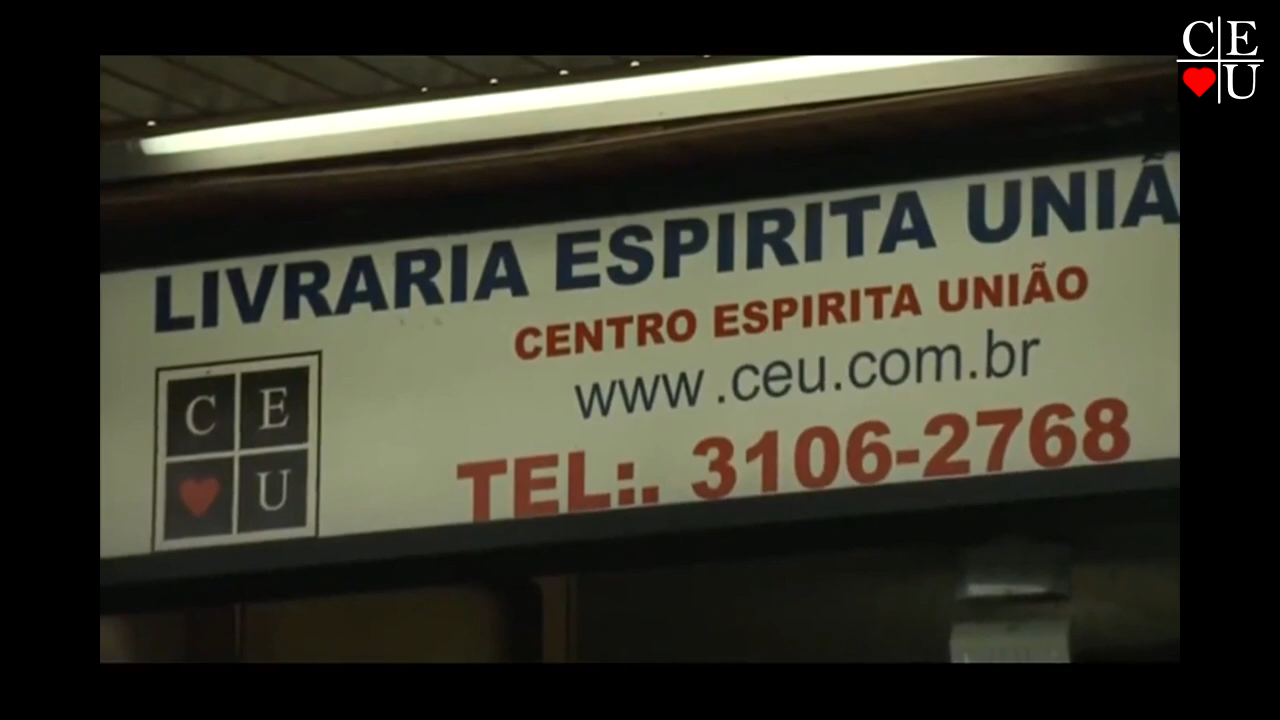 C E
U
LIVRARIA ESPIRITA UNIÃ
CENTRO ESPIRITA UNIÃO
www.ceu.com.br
TEL:. 3106-2768
C E
U